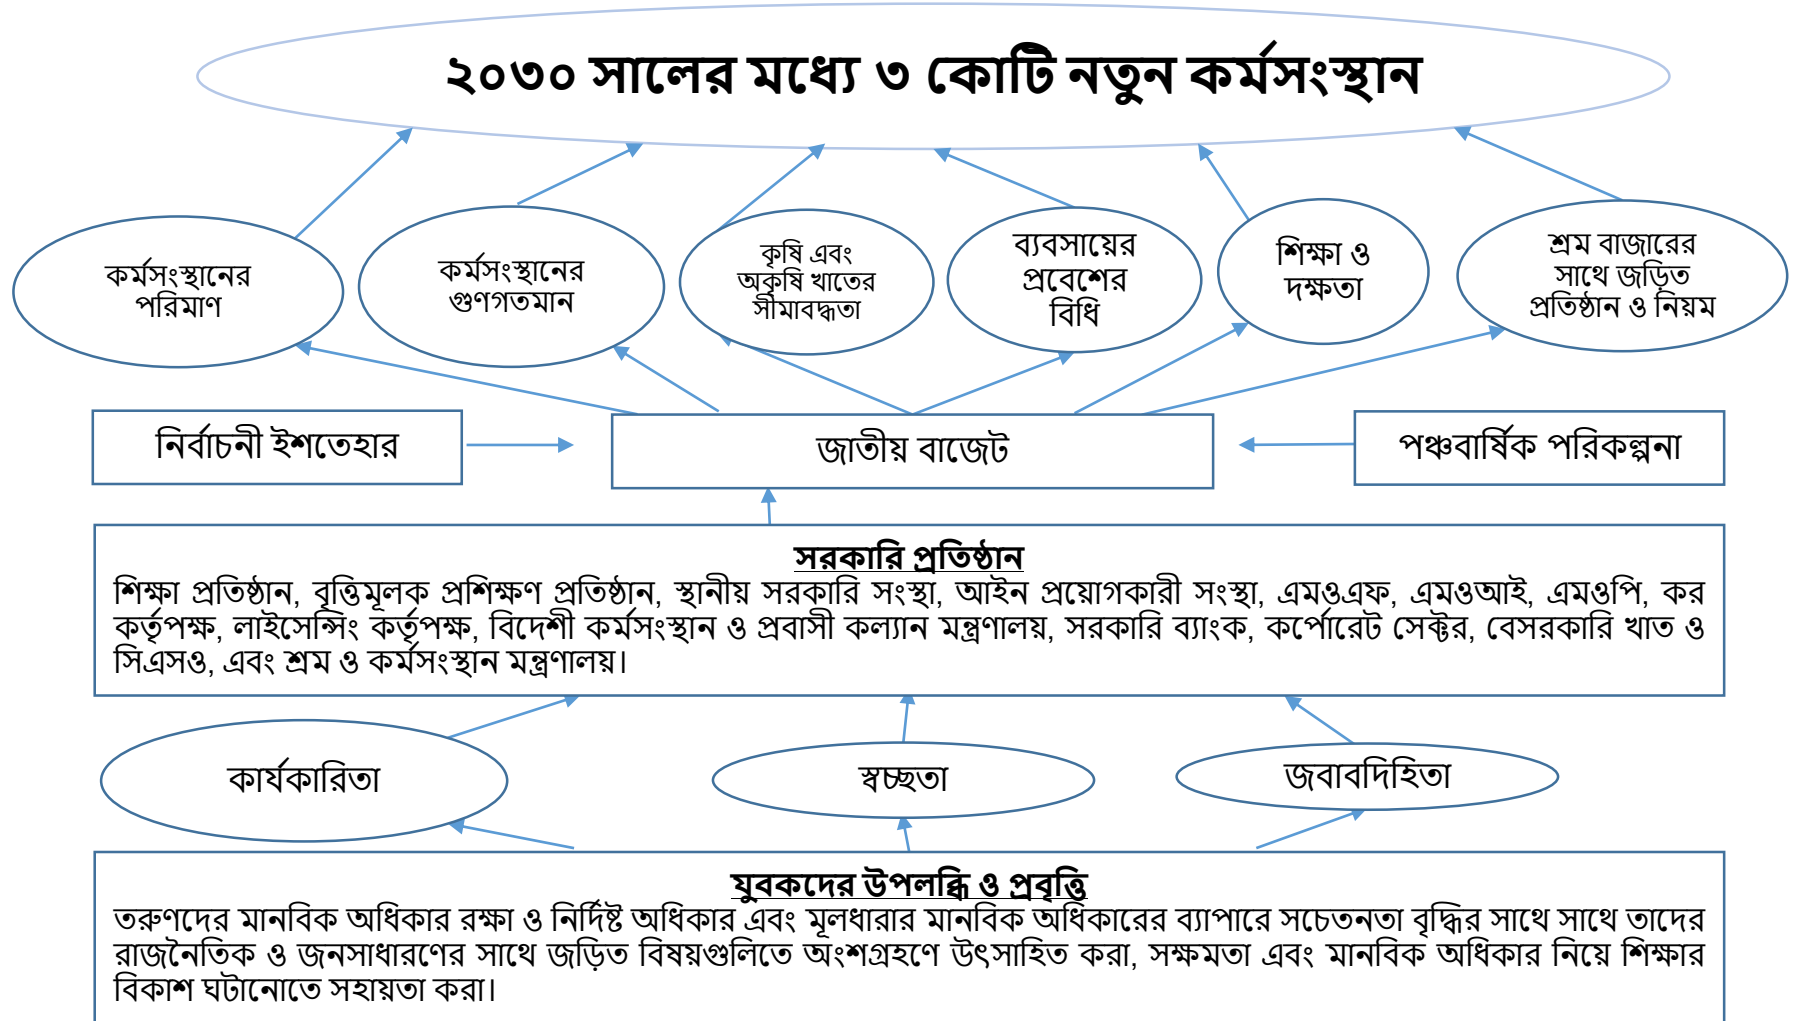 ২০৩০ সালের মধ্যে ৩ কোটি নতুন কর্মসংস্থান
কর্মসংস্থানের
পরিমাণ
কর্মসংস্থানের
গুণগতমান
কৃষি এবং
অকৃষি খাতের
সীমাবদ্ধতা
ব্যবসায়ের
প্রবেশের
বিধি
শিক্ষা ও
দক্ষতা
শ্রম বাজারের
সাথে জড়িত
প্রতিষ্ঠান ও নিয়ম
নির্বাচনী ইশতেহার
জাতীয় বাজেট
পঞ্চবার্ষিক পরিকল্পনা
সরকারি প্রতিষ্ঠান
শিক্ষা প্রতিষ্ঠান, বৃত্তিমূলক প্রশিক্ষণ প্রতিষ্ঠান, স্থানীয় সরকারি সংস্থা, আইন প্রয়োগকারী সংস্থা, এমওএফ, এমওআই, এমওপি, কর
কর্তৃপক্ষ, লাইসেন্সিং কর্তৃপক্ষ, বিদেশী কর্মসংস্থান ও প্রবাসী কল্যান মন্ত্রণালয়, সরকারি ব্যাংক, কর্পোরেট সেক্টর, বেসরকারি খাত ও
সিএসও, এবং শ্রম ও কর্মসংস্থান মন্ত্রণালয়।
কার্যকারিতা
স্বচ্ছতা
জবাবদিহিতা
যুবকদের উপলব্ধি ও প্রবৃত্তি
তরুণদের মানবিক অধিকার রক্ষা ও নির্দিষ্ট অধিকার এবং মূলধারার মানবিক অধিকারের ব্যাপারে সচেতনতা বৃদ্ধির সাথে সাথে তাদের
রাজনৈতিক ও জনসাধারণের সাথে জড়িত বিষয়গুলিতে অংশগ্রহণে উৎসাহিত করা, সক্ষমতা এবং মানবিক অধিকার নিয়ে শিক্ষার
বিকাশ ঘটানোতে সহায়তা করা।